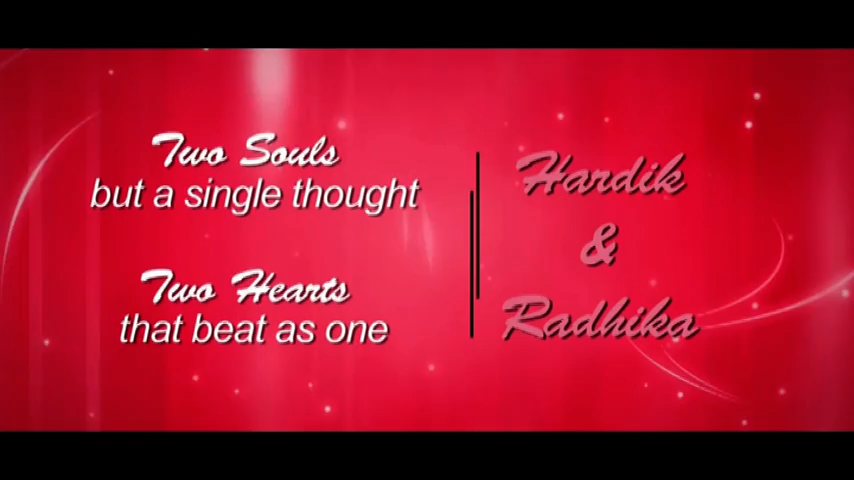 Two Souls
but a single thought
Two Hearts
that beat as one
Hardik
&
Radhika